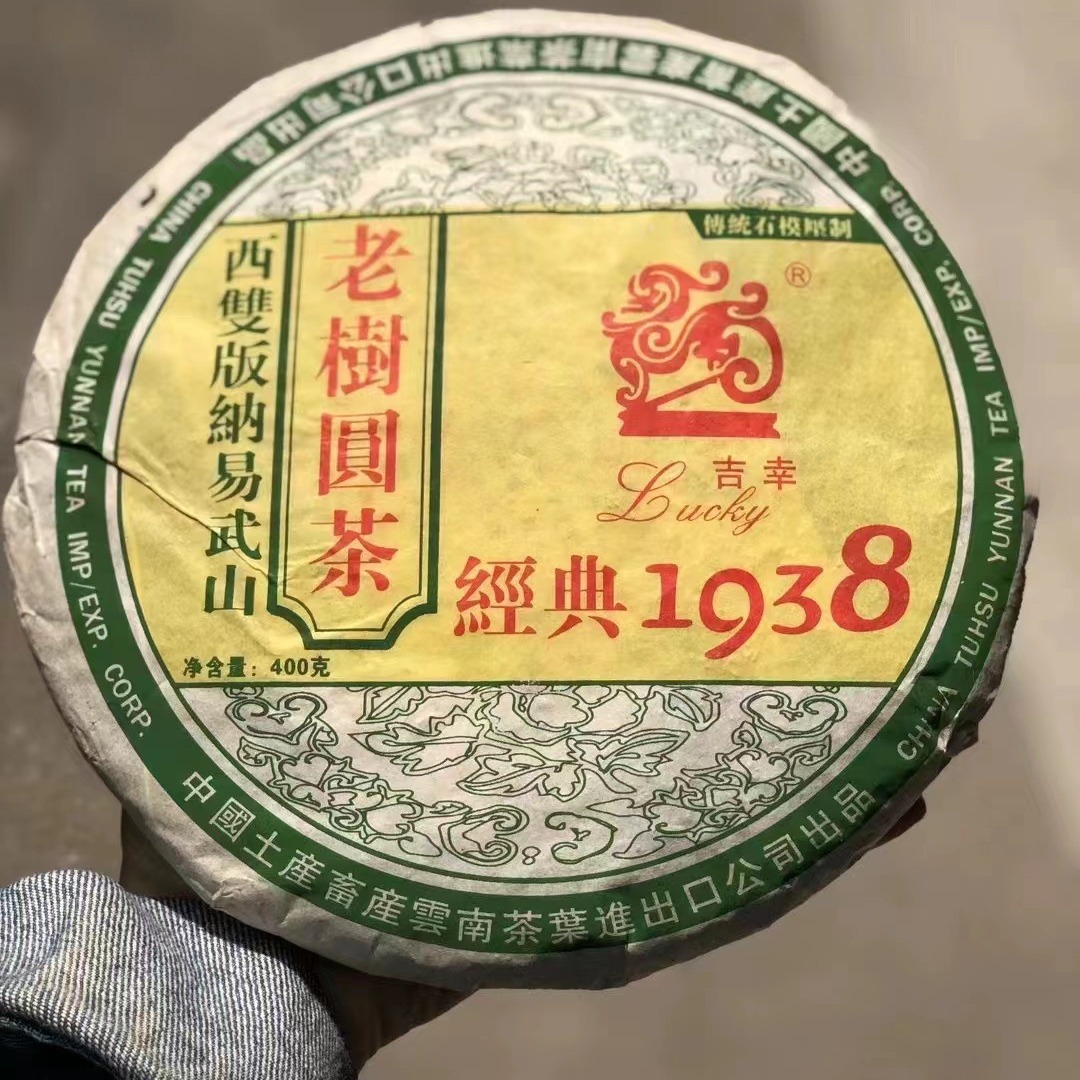 中國土産畜産雲南茶葉進出口公司出品
CHINA TUHSU YUNNAN TEA IMP/EXP. CORP.
傳統石模壓制
西雙版納易武山
老樹圓茶
®
吉幸
Lucky
經典1938
净含量：400克
CHINA TUHSU YUNNAN TEA IMP/EXP. CORP.
中國土産畜産雲南茶葉進出口公司出品